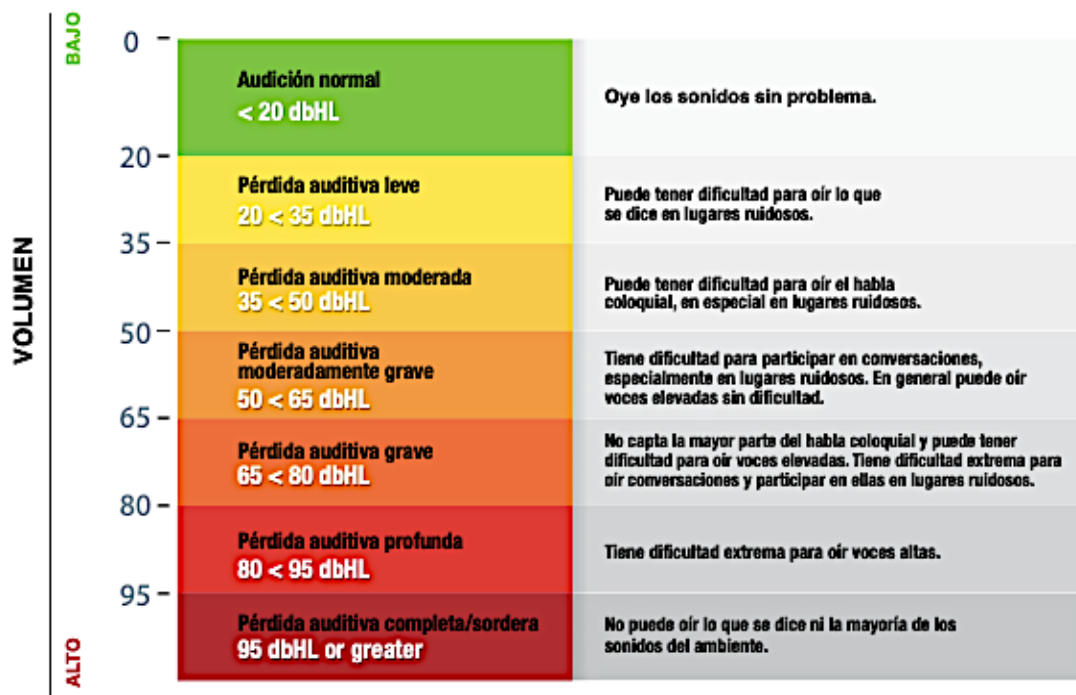 BAJO
VOLUMEN
ALTO
0
Audición normal
< 20 dbHL
Oye los sonidos sin problema.
20
Pérdida auditiva leve
20 < 35 dbHL
Puede tener dificultad para oír lo que
se dice en lugares ruidosos.
35
Pérdida auditiva moderada
35 < 50 dbHL
Puede tener dificultad para oír el habla
coloquial, en especial en lugares ruidosos.
50
Pérdida auditiva
moderadamente grave
50 < 65 dbHL
Tiene dificultad para participar en conversaciones,
especialmente en lugares ruidosos. En general puede oír
voces elevadas sin dificultad.
65
Pérdida auditiva grave
65 < 80 dbHL
No capta la mayor parte del habla coloquial y puede tener
dificultad para oír voces elevadas. Tiene dificultad extrema para
oír conversaciones y participar en ellas en lugares ruidosos.
80
Pérdida auditiva profunda
80 < 95 dbHL
Tiene dificultad extrema para oír voces altas.
95
Pérdida auditiva completa/sordera
95 dbHL or greater
No puede oír lo que se dice ni la mayoría de los
sonidos del ambiente.